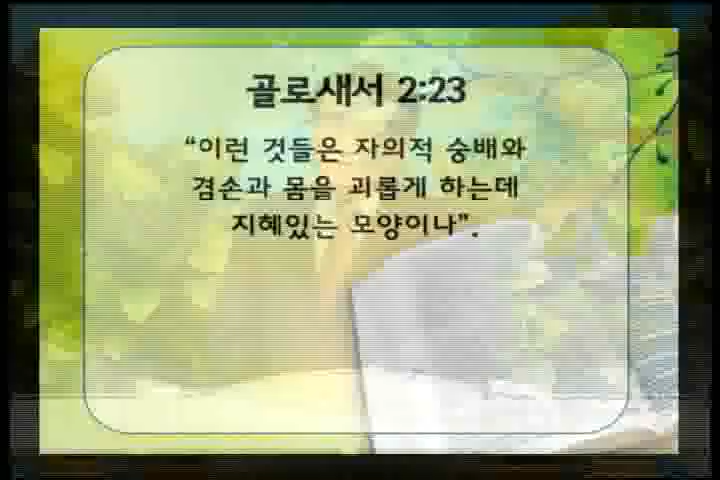 골로새서 2:23
“이런 것들은 자의적 숭배와
겸손과 몸을 괴롭게 하는데
지혜있는 모양이나”.